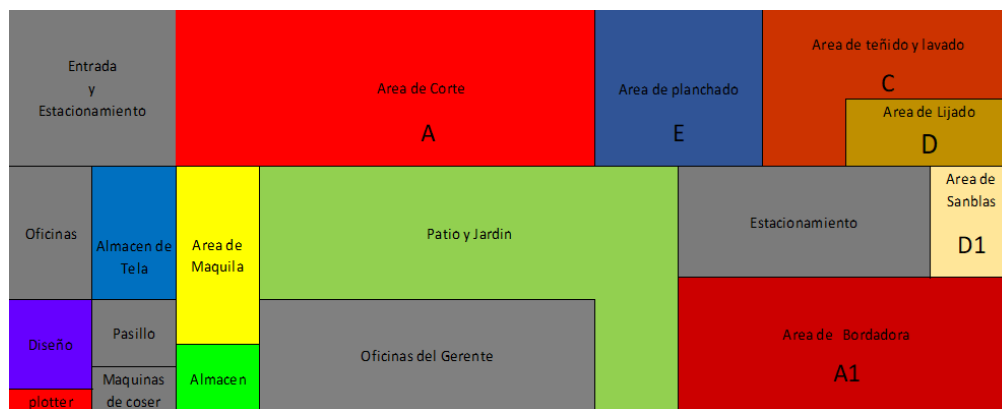 Entrada
y
Estacionamiento
Area de Corte
A
Area de planchado
E
Area de teñido y lavado
C
Area de Lijado
D
Oficinas
Almacen de
Tela
Area de
Maquila
Patio y Jardin
Estacionamiento
Area de
Sanblas
D1
Diseño
Pasillo
Almacen
Oficinas del Gerente
Area de Bordadora
A1
plotter
Maquinas
de coser